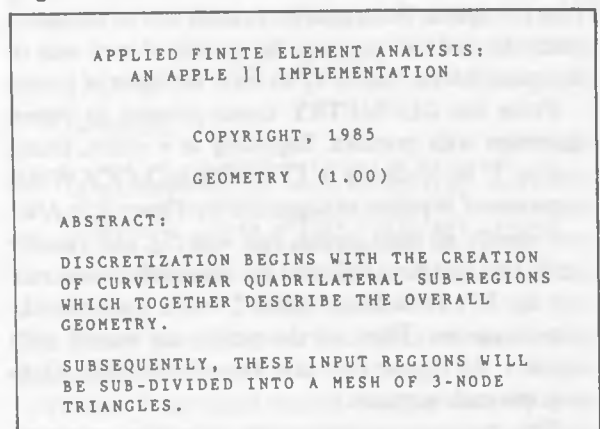 APPLIED FINITE ELEMENT ANALYSIS:
AN APPLE ][ IMPLEMENTATION
COPYRIGHT, 1985
GEOMETRY (1.00)
ABSTRACT:
DISCRETIZATION BEGINS WITH THE CREATION
OF CURVILINEAR QUADRILATERAL SUB-REGIONS
WHICH TOGETHER DESCRIBE THE OVERALL
GEOMETRY.
SUBSEQUENTLY, THESE INPUT REGIONS WILL
BE SUB-DIVIDED INTO A MESH OF 3-NODE
TRIANGLES.